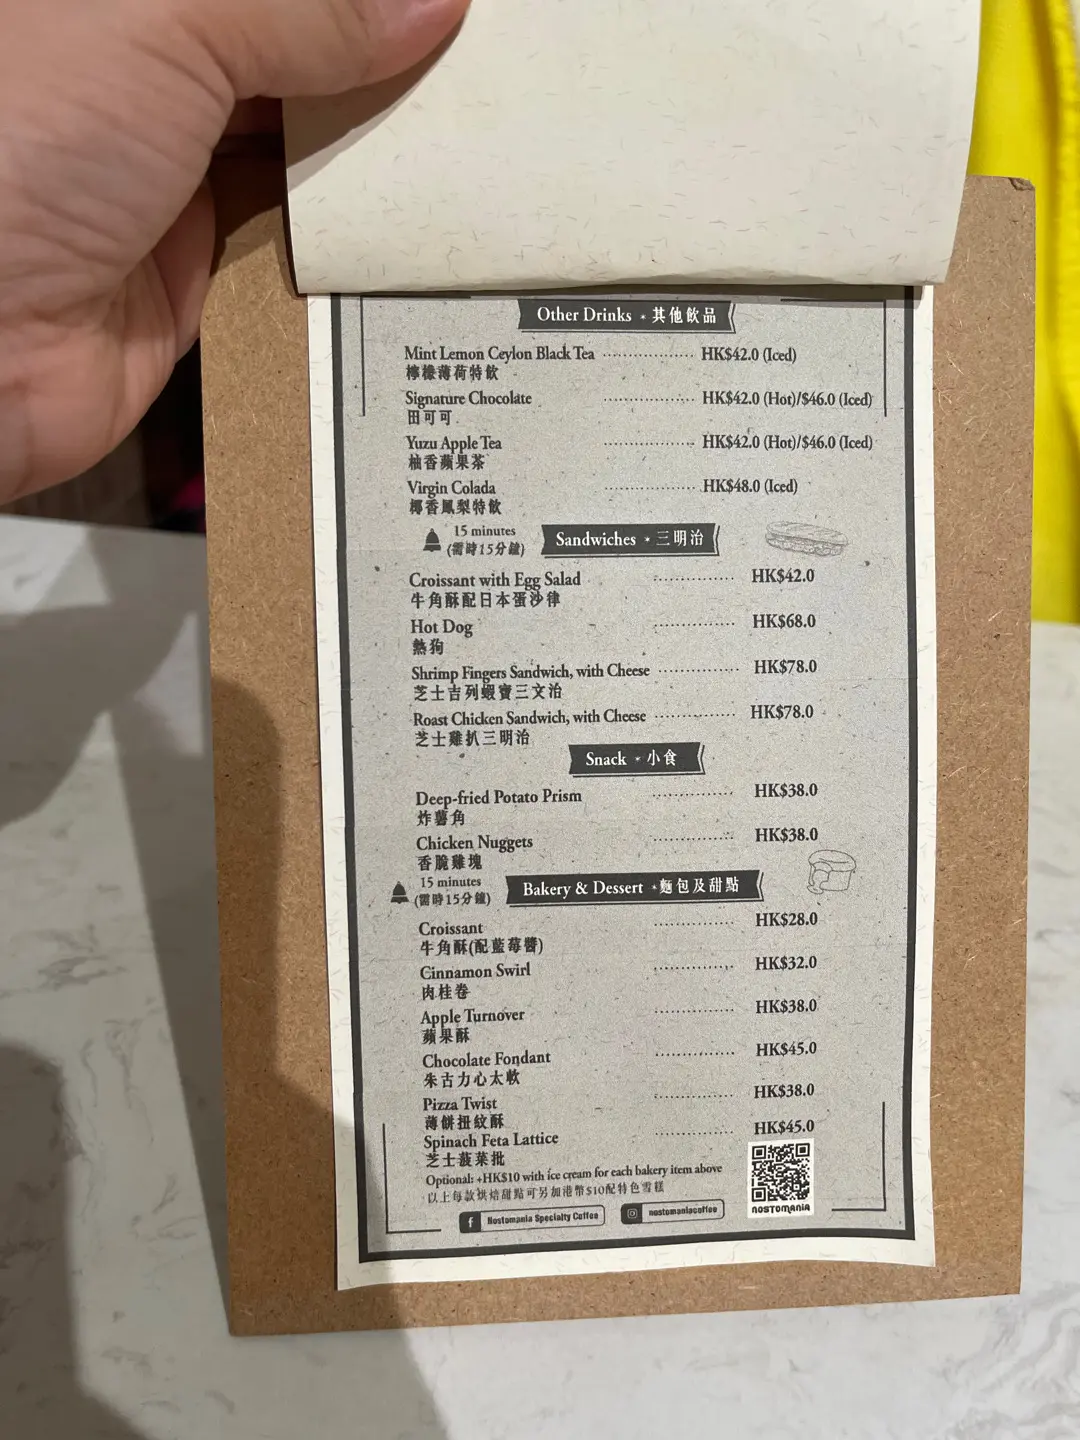 Other Drinks * 其他飲品
Mint Lemon Ceylon Black Tea ..................... HK$42.0 (Iced)
檸檬薄荷特飲
Signature Chocolate ..................... HK$42.0 (Hot)/$46.0 (Iced)
田可可
Yuzu Apple Tea ..................... HK$42.0 (Hot)/$46.0 (Iced)
柚香蘋果茶
Virgin Colada ..................... HK$48.0 (Iced)
椰香鳳梨特飲
15 minutes
(需時15分鐘)
Sandwiches * 三明治
Croissant with Egg Salad .................. HK$42.0
牛角酥配日本蛋沙律
Hot Dog .................. HK$68.0
熱狗
Shrimp Fingers Sandwich, with Cheese .................. HK$78.0
芝士吉列蝦寶三文治
Roast Chicken Sandwich, with Cheese .................. HK$78.0
芝士雞扒三明治
Snack * 小食
Deep-fried Potato Prism .................. HK$38.0
炸薯角
Chicken Nuggets .................. HK$38.0
香脆雞塊
15 minutes
(需時15分鐘)
Bakery & Dessert * 麵包及甜點
Croissant .................. HK$28.0
牛角酥(配藍莓醬)
Cinnamon Swirl .................. HK$32.0
肉桂卷
Apple Turnover .................. HK$38.0
蘋果酥
Chocolate Fondant .................. HK$45.0
朱古力心太軟
Pizza Twist .................. HK$38.0
薄餅扭紋酥
Spinach Feta Lattice .................. HK$45.0
芝士菠菜批
Optional: +HK$10 with ice cream for each bakery item above
以上每款烘焙甜點可另加港幣$10配特色雪糕
Nostomania Specialty Coffee
nostomaniacoffee
NOSTOMANIA